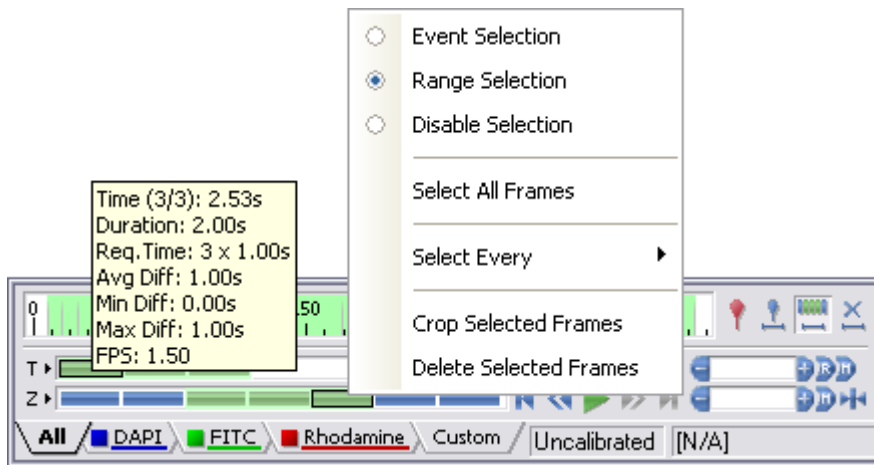 Event Selection
Range Selection
Disable Selection
Select All Frames
Select Every
Crop Selected Frames
Delete Selected Frames
Time (3/3): 2.53s
Duration: 2.00s
Req.Time: 3 x 1.00s
Avg Diff: 1.00s
Min Diff: 0.00s
Max Diff: 1.00s
FPS: 1.50
0 .50
T
R H
Z
D
All DAPI FITC Rhodamine Custom Uncalibrated [N/A]